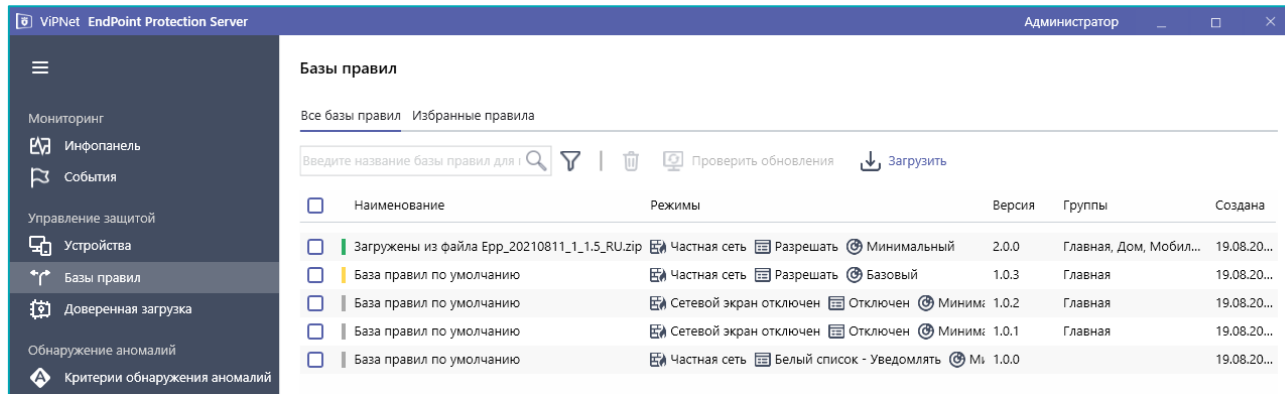 ViPNet EndPoint Protection Server Администратор
Базы правил
Все базы правил Избранные правила
Мониторинг
Инфопанель
События
Управление защитой
Устройства
Базы правил
Доверенная загрузка
Обнаружение аномалий
Критерии обнаружения аномалий
Введите название базы правил для Проверить обновления Загрузить
Наименование Режимы Версия Группы Создана
Загружены из файла Epp_20210811_1_1.5_RU.zip Частная сеть Разрешать Минимальный 2.0.0 Главная, Дом, Мобил... 19.08.20...
База правил по умолчанию Частная сеть Разрешать Базовый 1.0.3 Главная 19.08.20...
База правил по умолчанию Сетевой экран отключен Отключен Минима 1.0.2 Главная 19.08.20...
База правил по умолчанию Сетевой экран отключен Отключен Минима 1.0.1 Главная 19.08.20...
База правил по умолчанию Частная сеть Белый список - Уведомлять Ми 1.0.0 19.08.20...